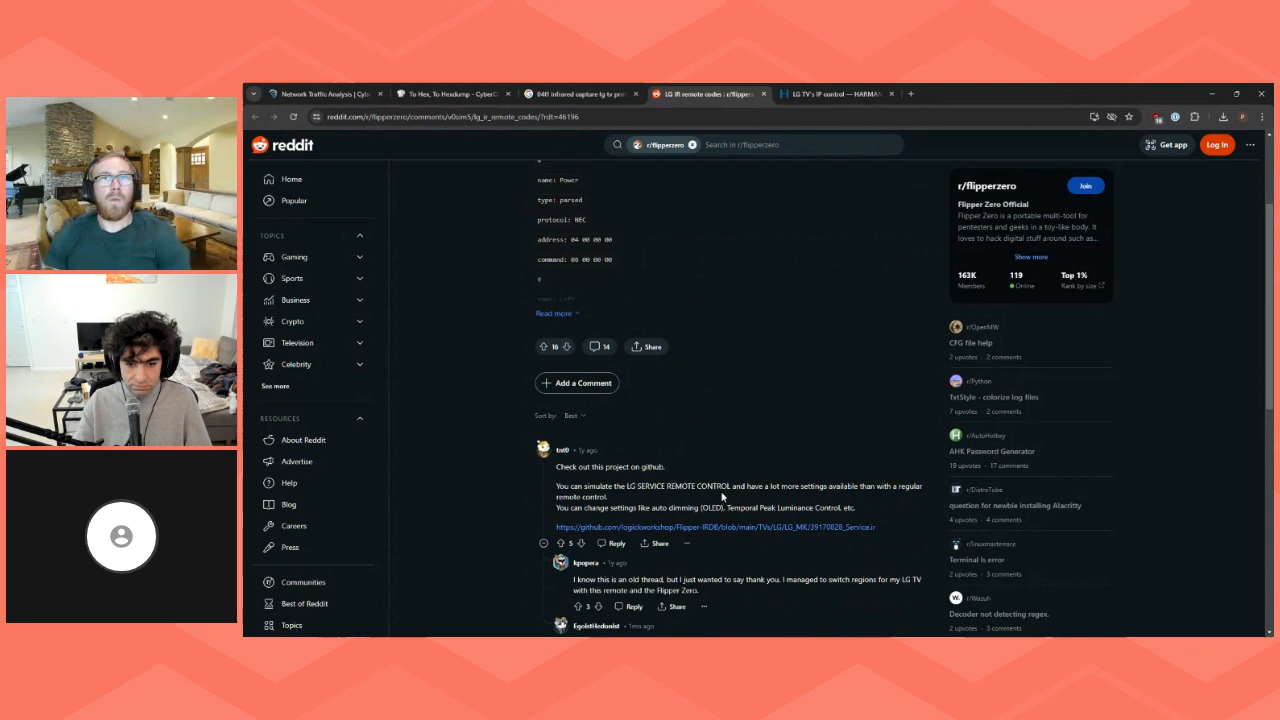 Network Traffic Analysis | Cybe
To Hex, To Hexdump - CyberC
04ff infrared capture lg tv pro
LG IR remote codes : r/flipperz
LG TV's IP control — HARMAN
reddit.com/r/flipperzero/comments/v0simS/lg_ir_remote_codes/?rdt=46196
reddit
r/flipperzero
Search in r/flipperzero
Get app
Log In
Home
Popular
TOPICS
Gaming
Sports
Business
Crypto
Television
Celebrity
See more
RESOURCES
About Reddit
Advertise
Help
Blog
Careers
Press
Communities
Best of Reddit
Topics
name: Power
type: parsed
protocol: NEC
address: 04 00 00 00
command: 08 00 00 00
#
name: Left
Read more
16
14
Share
Add a Comment
Sort by: Best
tnt0 • 1y ago
Check out this project on github.
You can simulate the LG SERVICE REMOTE CONTROL and have a lot more settings available than with a regular
remote control.
You can change settings like auto dimming (OLED), Temporal Peak Luminance Control, etc.
https://github.com/logickworkshop/Flipper-IRDB/blob/main/TVs/LG/LG_MKJ39170828_Service.ir
5 Reply Share
kpopera • 1y ago
I know this is an old thread, but I just wanted to say thank you. I managed to switch regions for my LG TV
with this remote and the Flipper Zero.
3 Reply Share
EgoistHedonist • 1mo ago
r/flipperzero
Join
Flipper Zero Official
Flipper Zero is a portable multi-tool for
pentesters and geeks in a toy-like body. It
loves to hack digital stuff around such as...
Show more
163K 119 Top 1%
Members Online Rank by size
r/OpenMW
CFG file help
2 upvotes · 2 comments
r/Python
TxtStyle - colorize log files
7 upvotes · 2 comments
r/AutoHotkey
AHK Password Generator
19 upvotes · 17 comments
r/DistroTube
question for newbie installing Alacritty
4 upvotes · 4 comments
r/linuxmasterrace
Terminal Is error
2 upvotes · 3 comments
r/Wazuh
Decoder not detecting regex.
2 upvotes · 3 comments